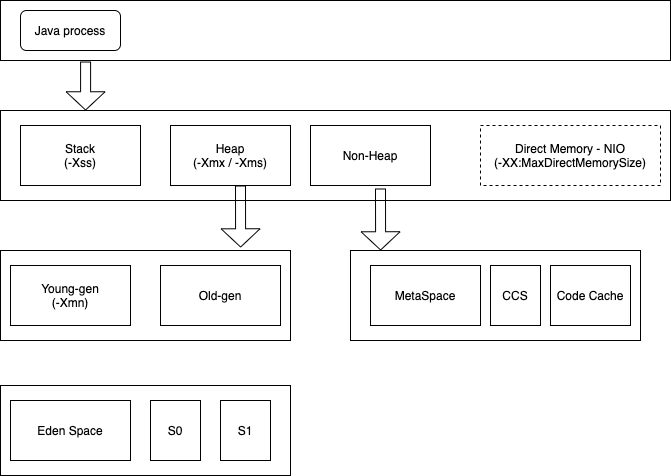 Java process
Stack
(-Xss)
Heap
(-Xmx / -Xms)
Non-Heap
Direct Memory - NIO
(-XX:MaxDirectMemorySize)
Young-gen
(-Xmn)
Old-gen
MetaSpace
CCS
Code Cache
Eden Space
S0
S1